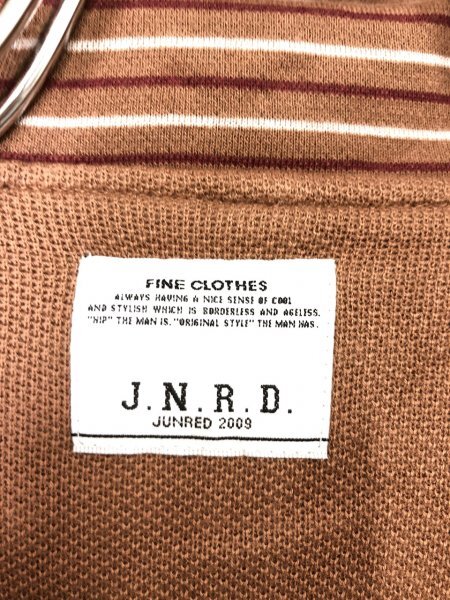 FINE CLOTHES
ALWAYS HAVING A NICE SENSE OF COOL
AND STYLISH WHICH IS BORDERLESS AND AGELESS.
"HIP" THE MAN IS. "ORIGINAL STYLE" THE MAN HAS.
J.N.R.D.
JUNRED 2009